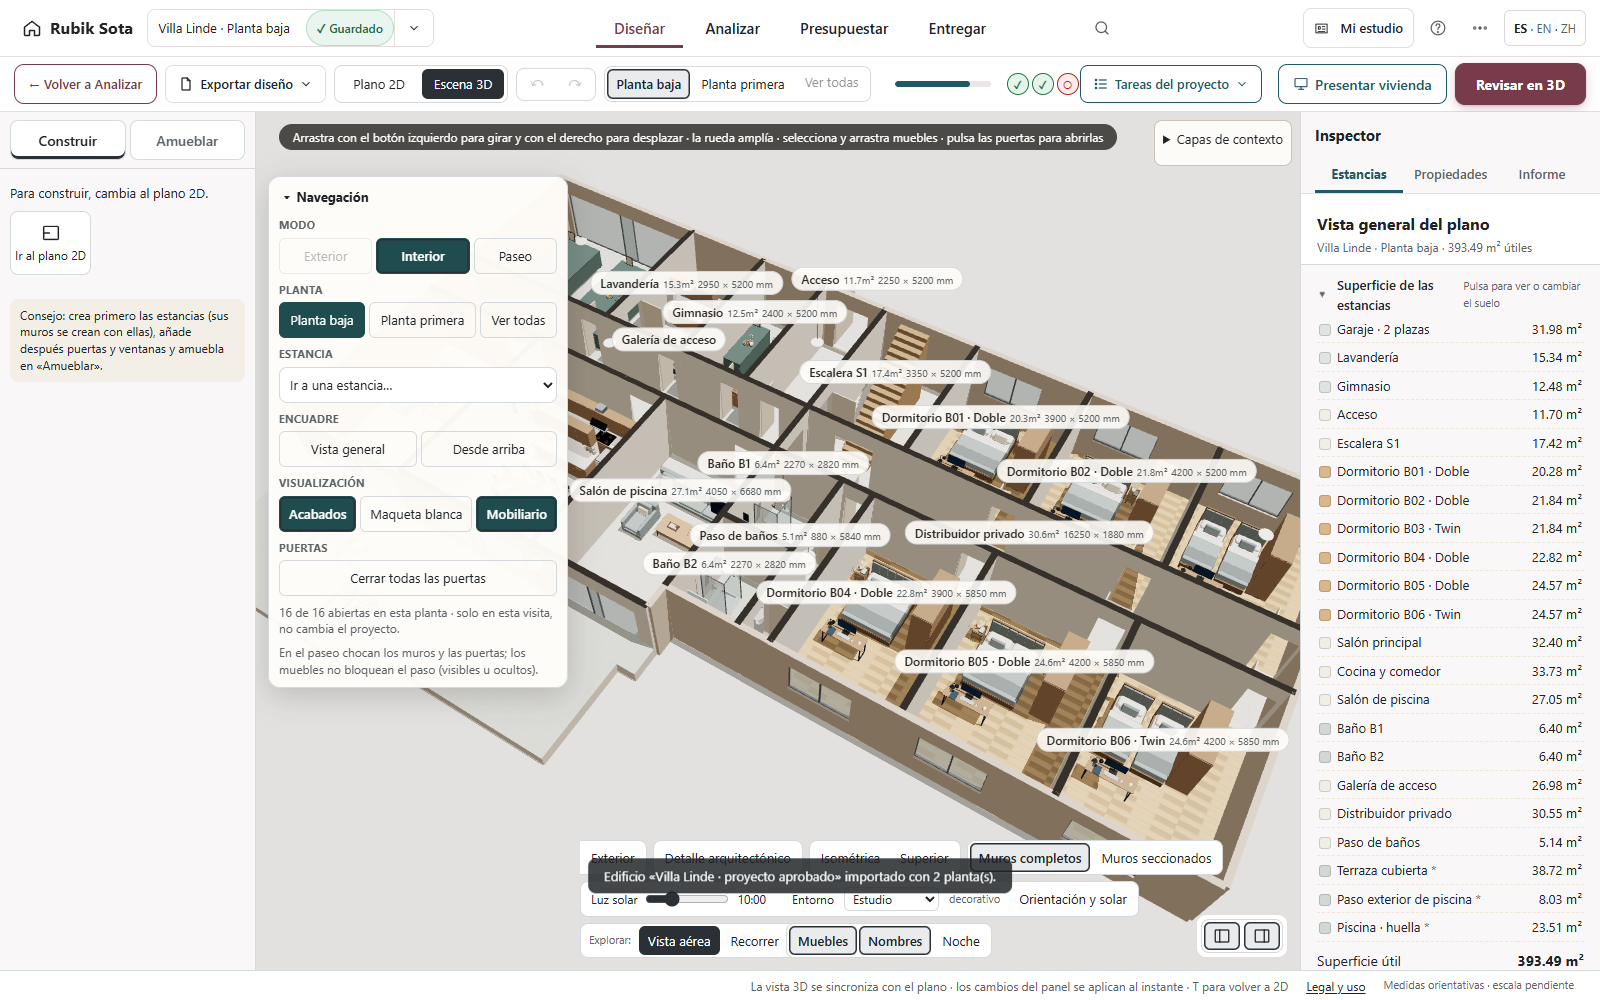 Rubik Sota
Villa Linde · Planta baja
✓ Guardado
Diseñar
Analizar
Presupuestar
Entregar
Mi estudio
ES · EN · ZH
← Volver a Analizar
Exportar diseño
Plano 2D
Escena 3D
Planta baja
Planta primera
Ver todas
Tareas del proyecto
Presentar vivienda
Revisar en 3D
Construir
Amueblar
Para construir, cambia al plano 2D.
Ir al plano 2D
Consejo: crea primero las estancias (sus
muros se crean con ellas), añade
después puertas y ventanas y amuebla
en «Amueblar».
Arrastra con el botón izquierdo para girar y con el derecho para desplazar · la rueda amplía · selecciona y arrastra muebles · pulsa las puertas para abrirlas
Capas de contexto
Navegación
MODO
Exterior
Interior
Paseo
PLANTA
Planta baja
Planta primera
Ver todas
ESTANCIA
Ir a una estancia...
ENCUADRE
Vista general
Desde arriba
VISUALIZACIÓN
Acabados
Maqueta blanca
Mobiliario
PUERTAS
Cerrar todas las puertas
16 de 16 abiertas en esta planta · solo en esta visita,
no cambia el proyecto.
En el paseo chocan los muros y las puertas; los
muebles no bloquean el paso (visibles u ocultos).
Lavandería 15.3m² 2950 × 5200 mm
Acceso 11.7m² 2250 × 5200 mm
Gimnasio 12.5m² 2400 × 5200 mm
Galería de acceso
Escalera S1 17.4m² 3350 × 5200 mm
Dormitorio B01 · Doble 20.3m² 3900 × 5200 mm
Baño B1 6.4m² 2270 × 2820 mm
Dormitorio B02 · Doble 21.8m² 4200 × 5200 mm
Salón de piscina 27.1m² 4050 × 6680 mm
Paso de baños 5.1m² 880 × 5840 mm
Distribuidor privado 30.6m² 16250 × 1880 mm
Baño B2 6.4m² 2270 × 2820 mm
Dormitorio B04 · Doble 22.8m² 3900 × 5850 mm
Dormitorio B05 · Doble 24.6m² 4200 × 5850 mm
Dormitorio B06 · Twin 24.6m² 4200 × 5850 mm
Exterior
Detalle arquitectónico
Isométrica
Superior
Muros completos
Muros seccionados
Edificio «Villa Linde · proyecto aprobado» importado con 2 planta(s).
Luz solar
10:00
Entorno
Estudio
decorativo
Orientación y solar
Explorar:
Vista aérea
Recorrer
Muebles
Nombres
Noche
Inspector
Estancias
Propiedades
Informe
Vista general del plano
Villa Linde · Planta baja · 393.49 m² útiles
Superficie de las
estancias
Pulsa para ver o cambiar
el suelo
Garaje · 2 plazas 31.98 m²
Lavandería 15.34 m²
Gimnasio 12.48 m²
Acceso 11.70 m²
Escalera S1 17.42 m²
Dormitorio B01 · Doble 20.28 m²
Dormitorio B02 · Doble 21.84 m²
Dormitorio B03 · Twin 21.84 m²
Dormitorio B04 · Doble 22.82 m²
Dormitorio B05 · Doble 24.57 m²
Dormitorio B06 · Twin 24.57 m²
Salón principal 32.40 m²
Cocina y comedor 33.73 m²
Salón de piscina 27.05 m²
Baño B1 6.40 m²
Baño B2 6.40 m²
Galería de acceso 26.98 m²
Distribuidor privado 30.55 m²
Paso de baños 5.14 m²
Terraza cubierta * 38.72 m²
Paso exterior de piscina * 8.03 m²
Piscina · huella * 23.51 m²
Superficie útil 393.49 m²
La vista 3D se sincroniza con el plano · los cambios del panel se aplican al instante · T para volver a 2D
Legal y uso
Medidas orientativas · escala pendiente